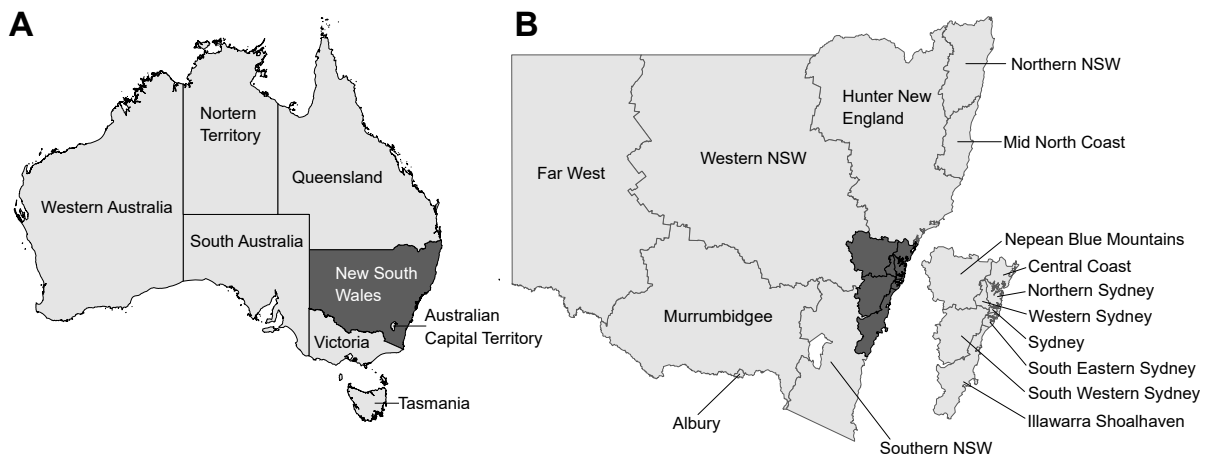 A
Nortern
Territory
Queensland
Western Australia
South Australia
New South
Wales
Australian
Capital Territory
Victoria
Tasmania
B
Northern NSW
Hunter New
England
Mid North Coast
Western NSW
Far West
Nepean Blue Mountains
Central Coast
Northern Sydney
Western Sydney
Murrumbidgee
Sydney
South Eastern Sydney
South Western Sydney
Illawarra Shoalhaven
Albury
Southern NSW